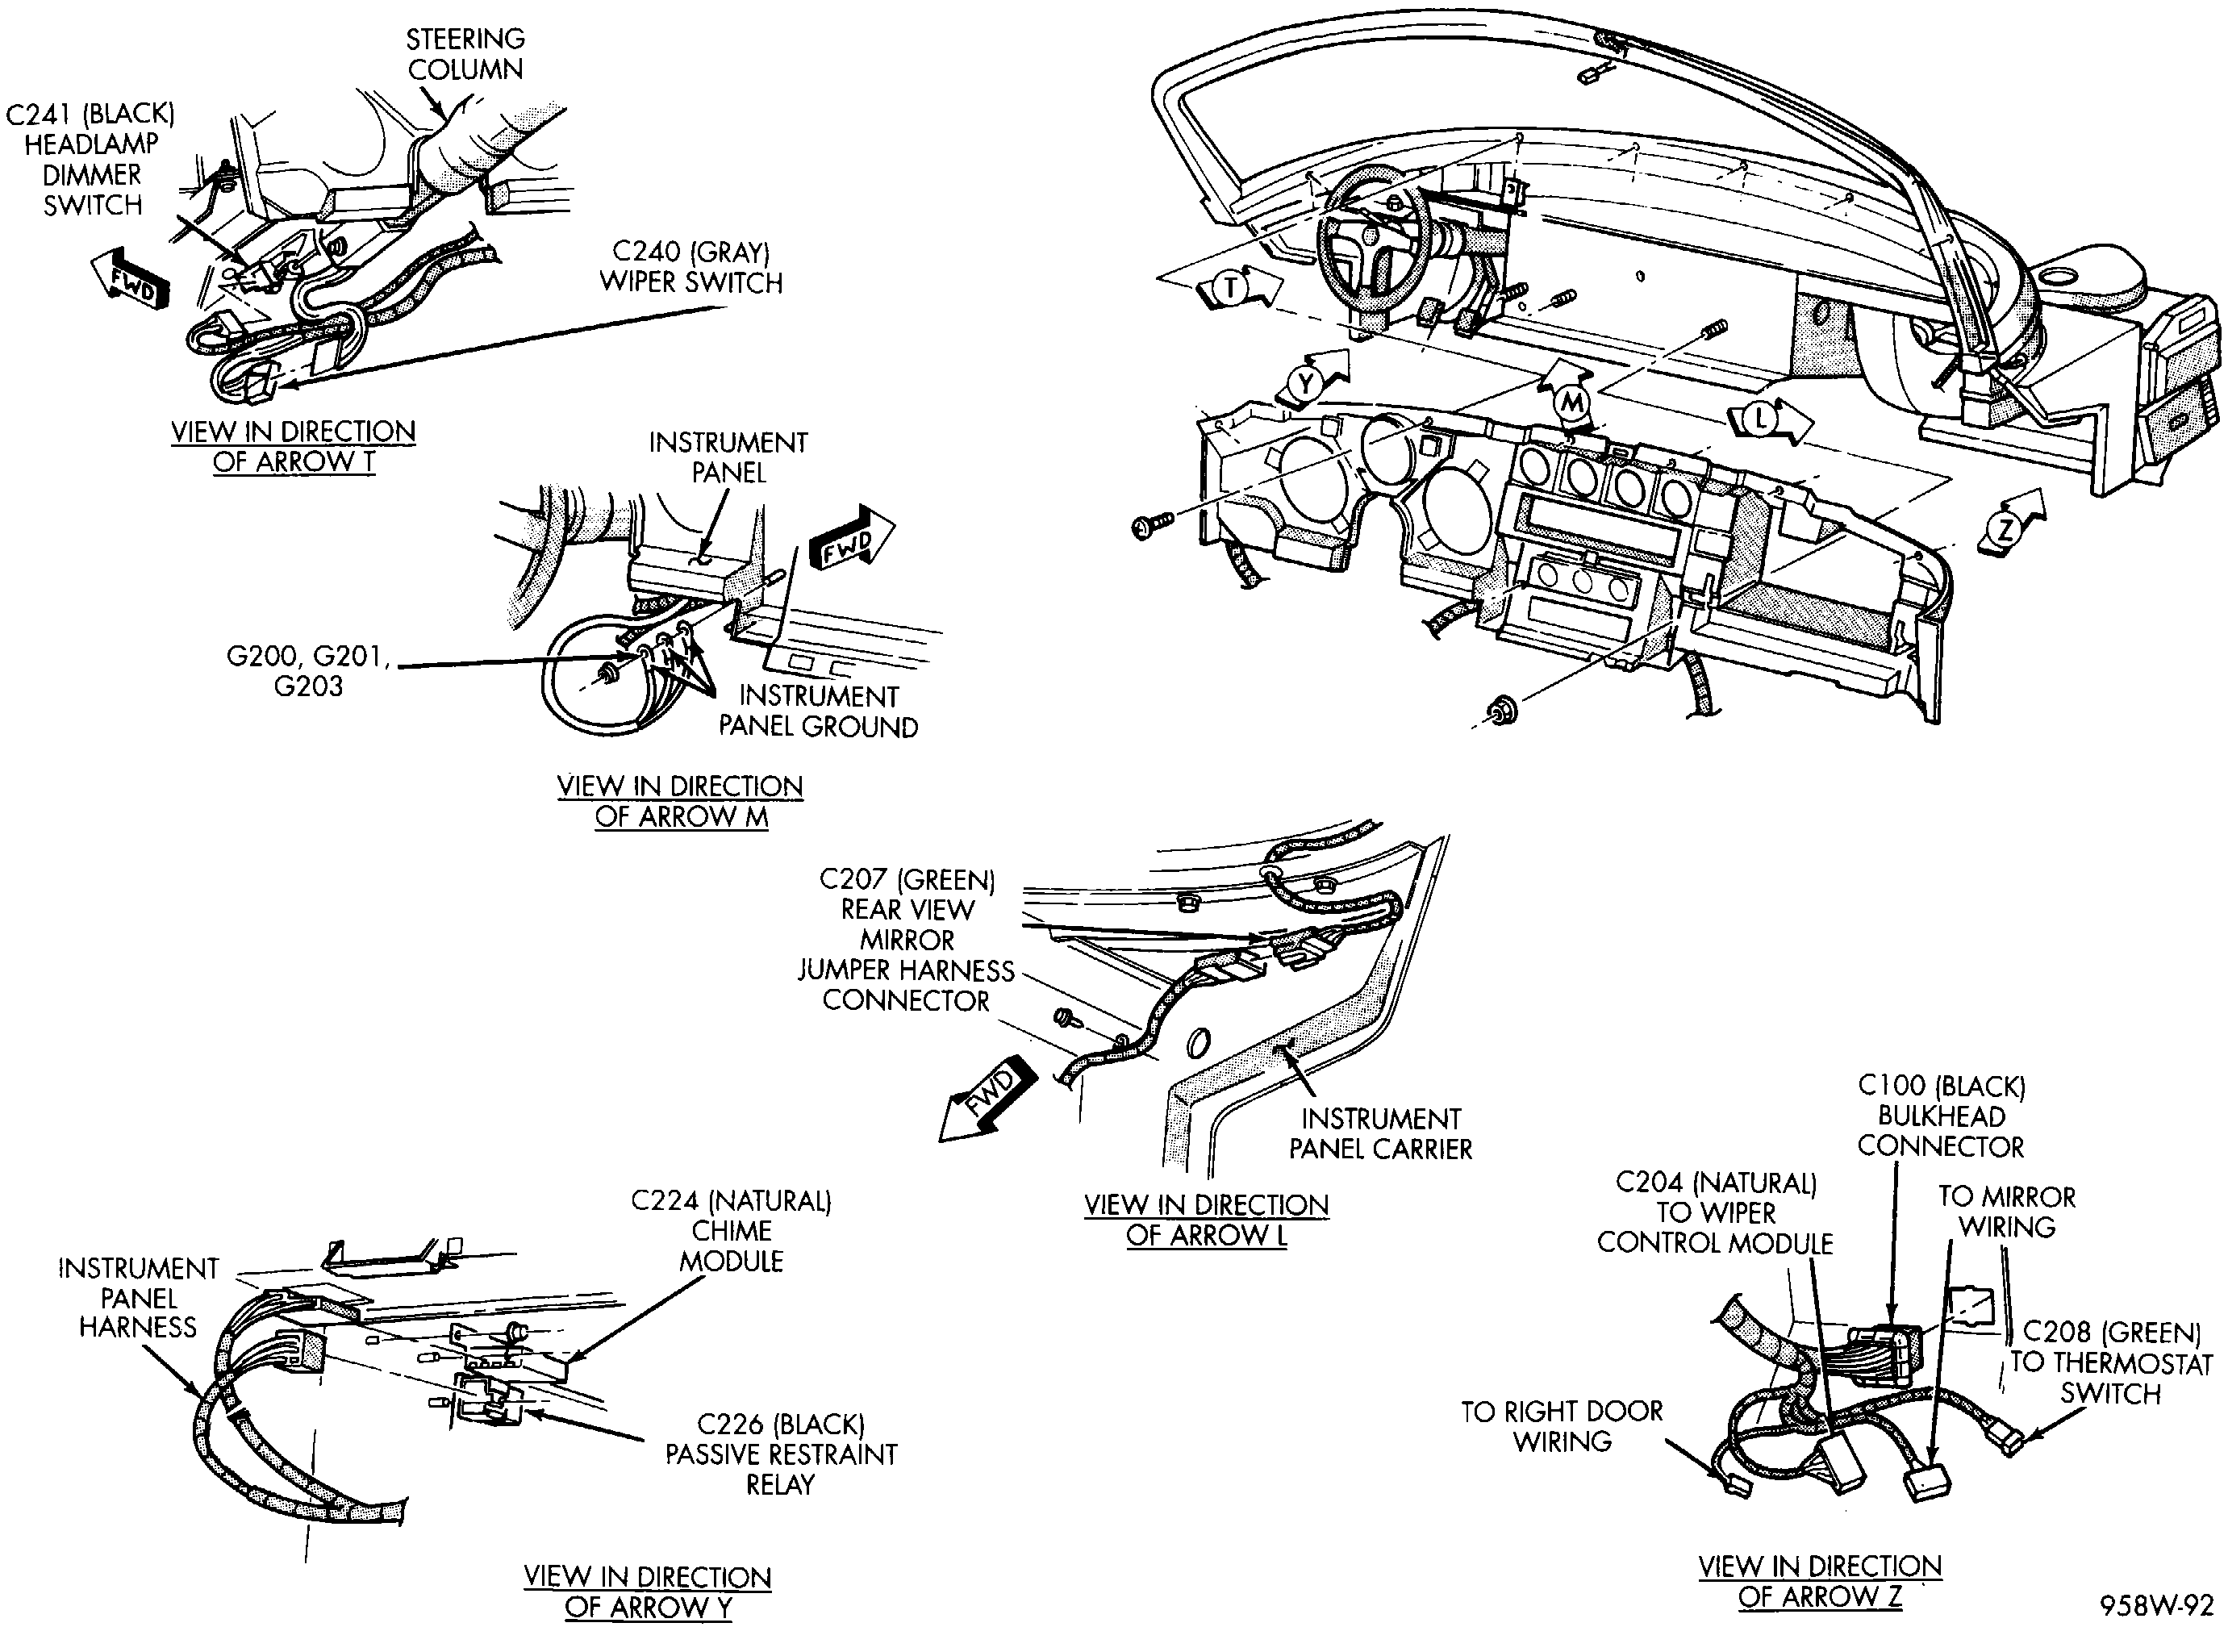 STEERING
COLUMN
C241 (BLACK)
HEADLAMP
DIMMER
SWITCH
FWD
C240 (GRAY)
WIPER SWITCH
VIEW IN DIRECTION
OF ARROW T
T
Y
M
L
Z
INSTRUMENT
PANEL
FWD
G200, G201,
G203
INSTRUMENT
PANEL GROUND
VIEW IN DIRECTION
OF ARROW M
C207 (GREEN)
REAR VIEW
MIRROR
JUMPER HARNESS
CONNECTOR
FWD
INSTRUMENT
PANEL CARRIER
VIEW IN DIRECTION
OF ARROW L
C224 (NATURAL)
CHIME
MODULE
INSTRUMENT
PANEL
HARNESS
C226 (BLACK)
PASSIVE RESTRAINT
RELAY
VIEW IN DIRECTION
OF ARROW Y
C100 (BLACK)
BULKHEAD
CONNECTOR
C204 (NATURAL)
TO WIPER
CONTROL MODULE
TO MIRROR
WIRING
C208 (GREEN)
TO THERMOSTAT
SWITCH
TO RIGHT DOOR
WIRING
VIEW IN DIRECTION
OF ARROW Z
958W-92